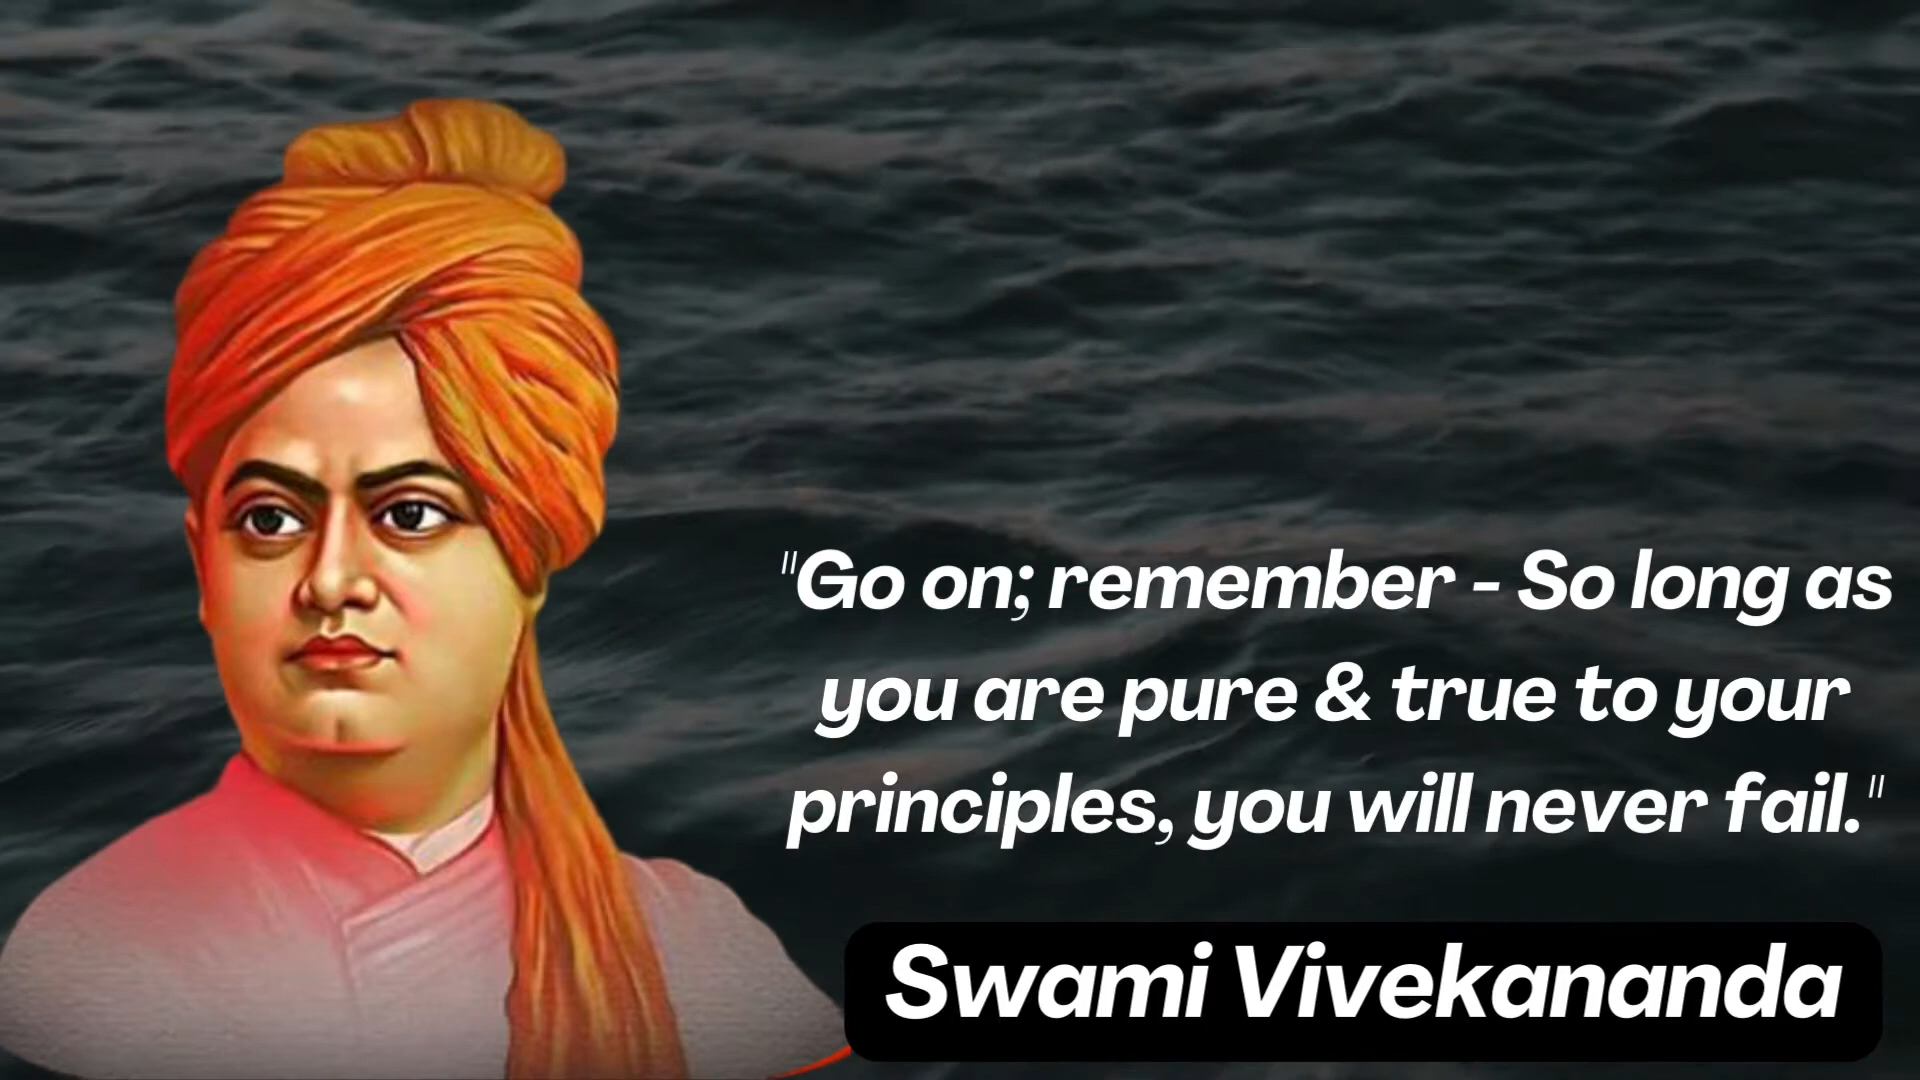 "Go on; remember - So long as
you are pure & true to your
principles, you will never fail."
Swami Vivekananda